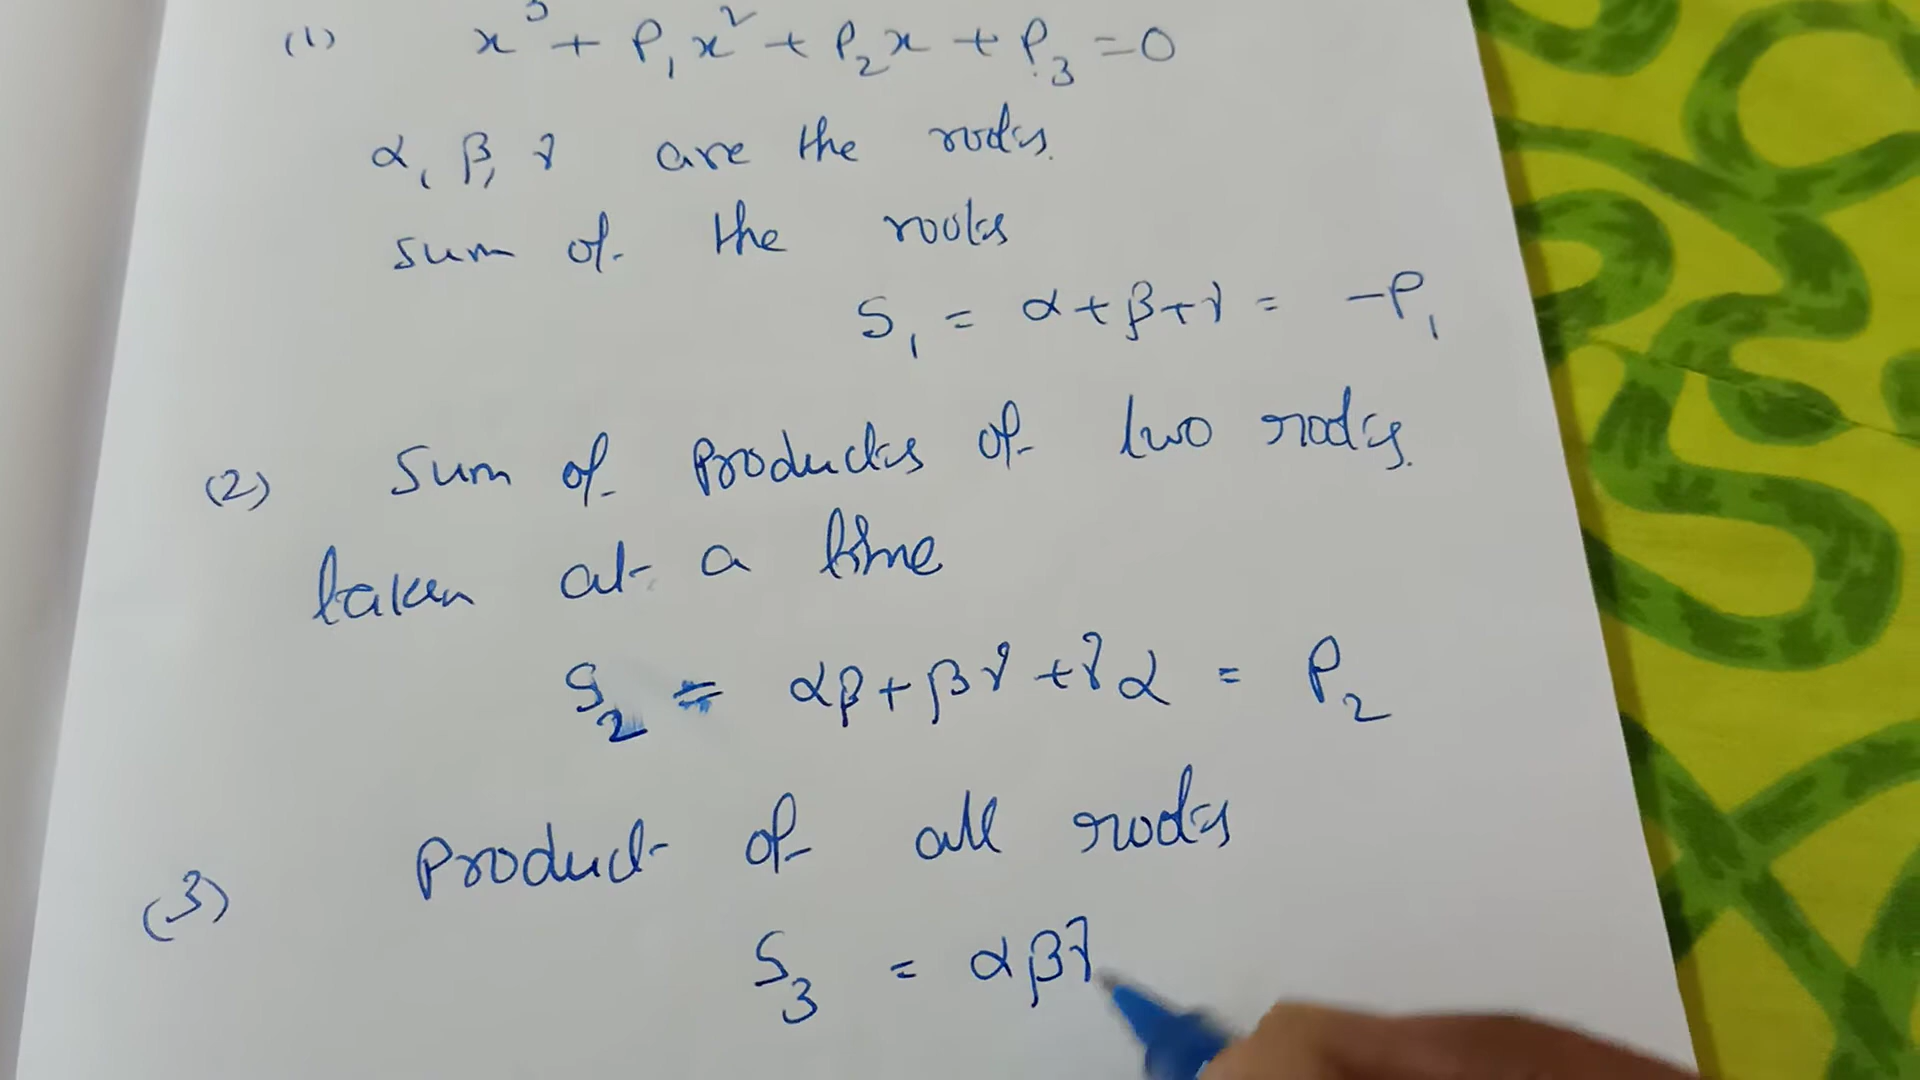 (1) x³ + P₁x² + P₂x + P₃ = 0
α, β, γ are the roots.
sum of the roots
S₁ = α+β+γ = -P₁
(2) Sum of Products of two roots.
taken at a time
S₂ = αβ+βγ+γα = P₂
(3) Product of all roots
S₃ = αβγ